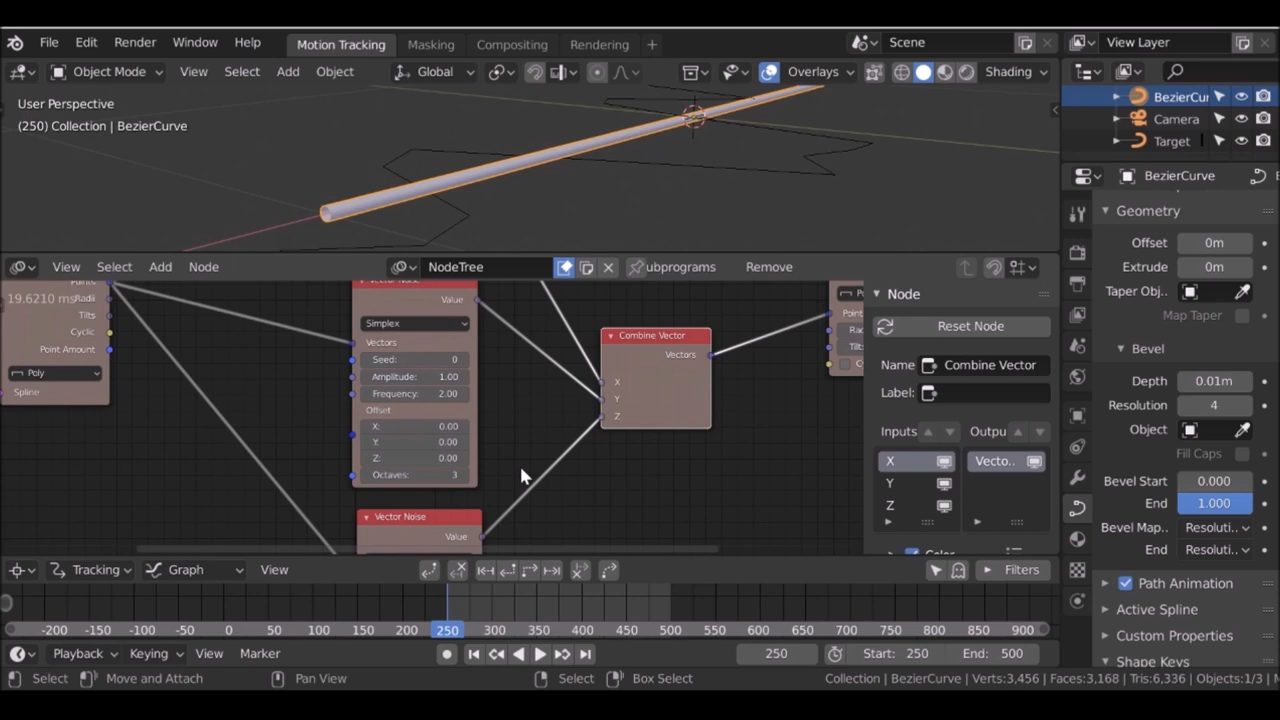 File Edit Render Window Help Motion Tracking Masking Compositing Rendering + Scene View Layer
Object Mode View Select Add Object Global Overlays Shading
User Perspective
(250) Collection | BezierCurve
BezierCur
Camera
Target
BezierCurve
View Select Add Node NodeTree ubprograms Remove
Points
19.6210 ms
Radii
Tilts
Cyclic
Point Amount
Poly
Spline
Vector Noise
Value
Simplex
Vectors
Seed: 0
Amplitude: 1.00
Frequency: 2.00
Offset
X: 0.00
Y: 0.00
Z: 0.00
Octaves: 3
Vector Noise
Value
Combine Vector
Vectors
X
Y
Z
Point
Rad
Tilt
Node
Reset Node
Name Combine Vector
Label:
Inputs Outpu
X Vecto..
Y
Z
Color
Geometry
Offset 0m
Extrude 0m
Taper Obj..
Map Taper
Bevel
Depth 0.01m
Resolution 4
Object
Fill Caps
Bevel Start 0.000
End 1.000
Bevel Map.. Resoluti..
End Resoluti..
Path Animation
Active Spline
Custom Properties
Shape Keys
Tracking Graph View Filters
-200 -150 -100 -50 0 50 100 150 200 250 300 350 400 450 500 550 600 650 700 750 800 850 900
Playback Keying View Marker 250 Start: 250 End: 500
Select Move and Attach Pan View Select Box Select Collection | BezierCurve | Verts:3,456 | Faces:3,168 | Tris:6,336 | Objects:1/3 |